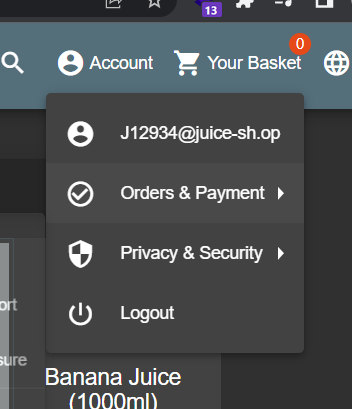 13
Account
Your Basket
0
J12934@juice-sh.op
Orders & Payment
Privacy & Security
Logout
ort
sure
Banana Juice
(1000ml)